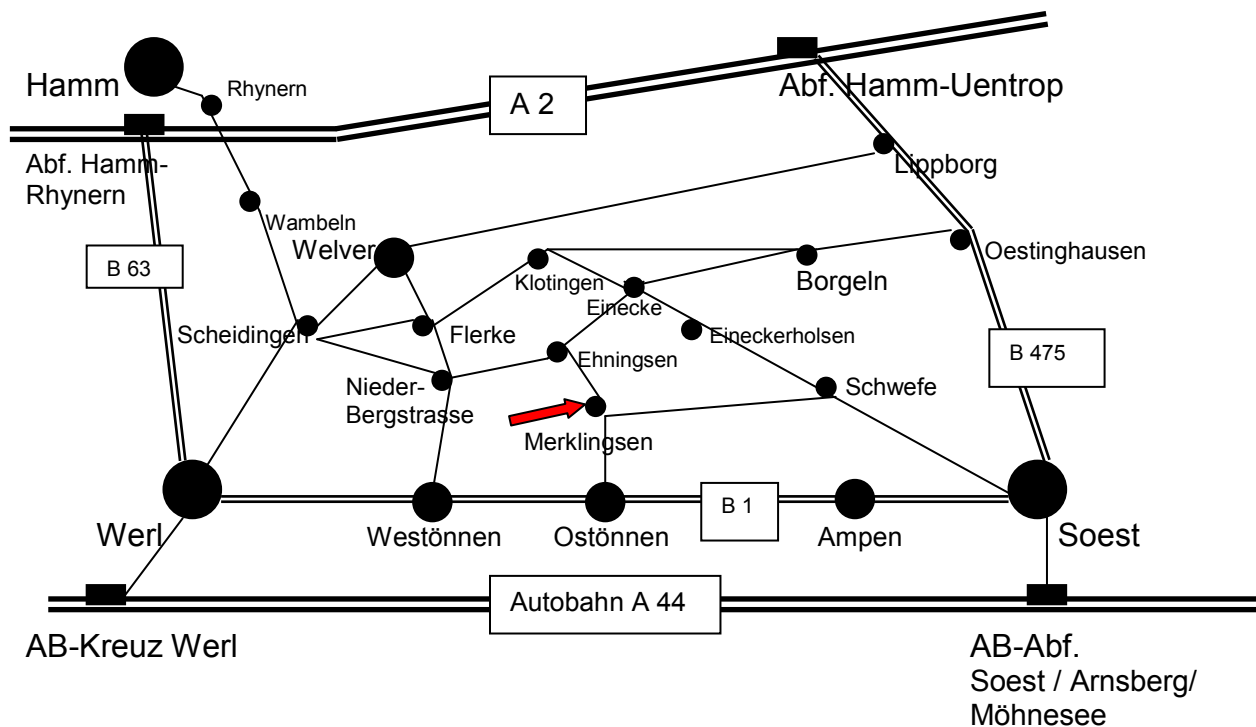 Hamm
Rhynern
A 2
Abf. Hamm-Uentrop
Abf. Hamm-
Rhynern
Lippborg
Wambeln
Welver
B 63
Klotingen
Borgeln
Oestinghausen
Einecke
Scheidingen
Flerke
Eineckerholsen
Ehningsen
B 475
Nieder-
Bergstrasse
Schwefe
Merklingsen
B 1
Werl
Westönnen
Ostönnen
Ampen
Soest
Autobahn A 44
AB-Kreuz Werl
AB-Abf.
Soest / Arnsberg/
Möhnesee